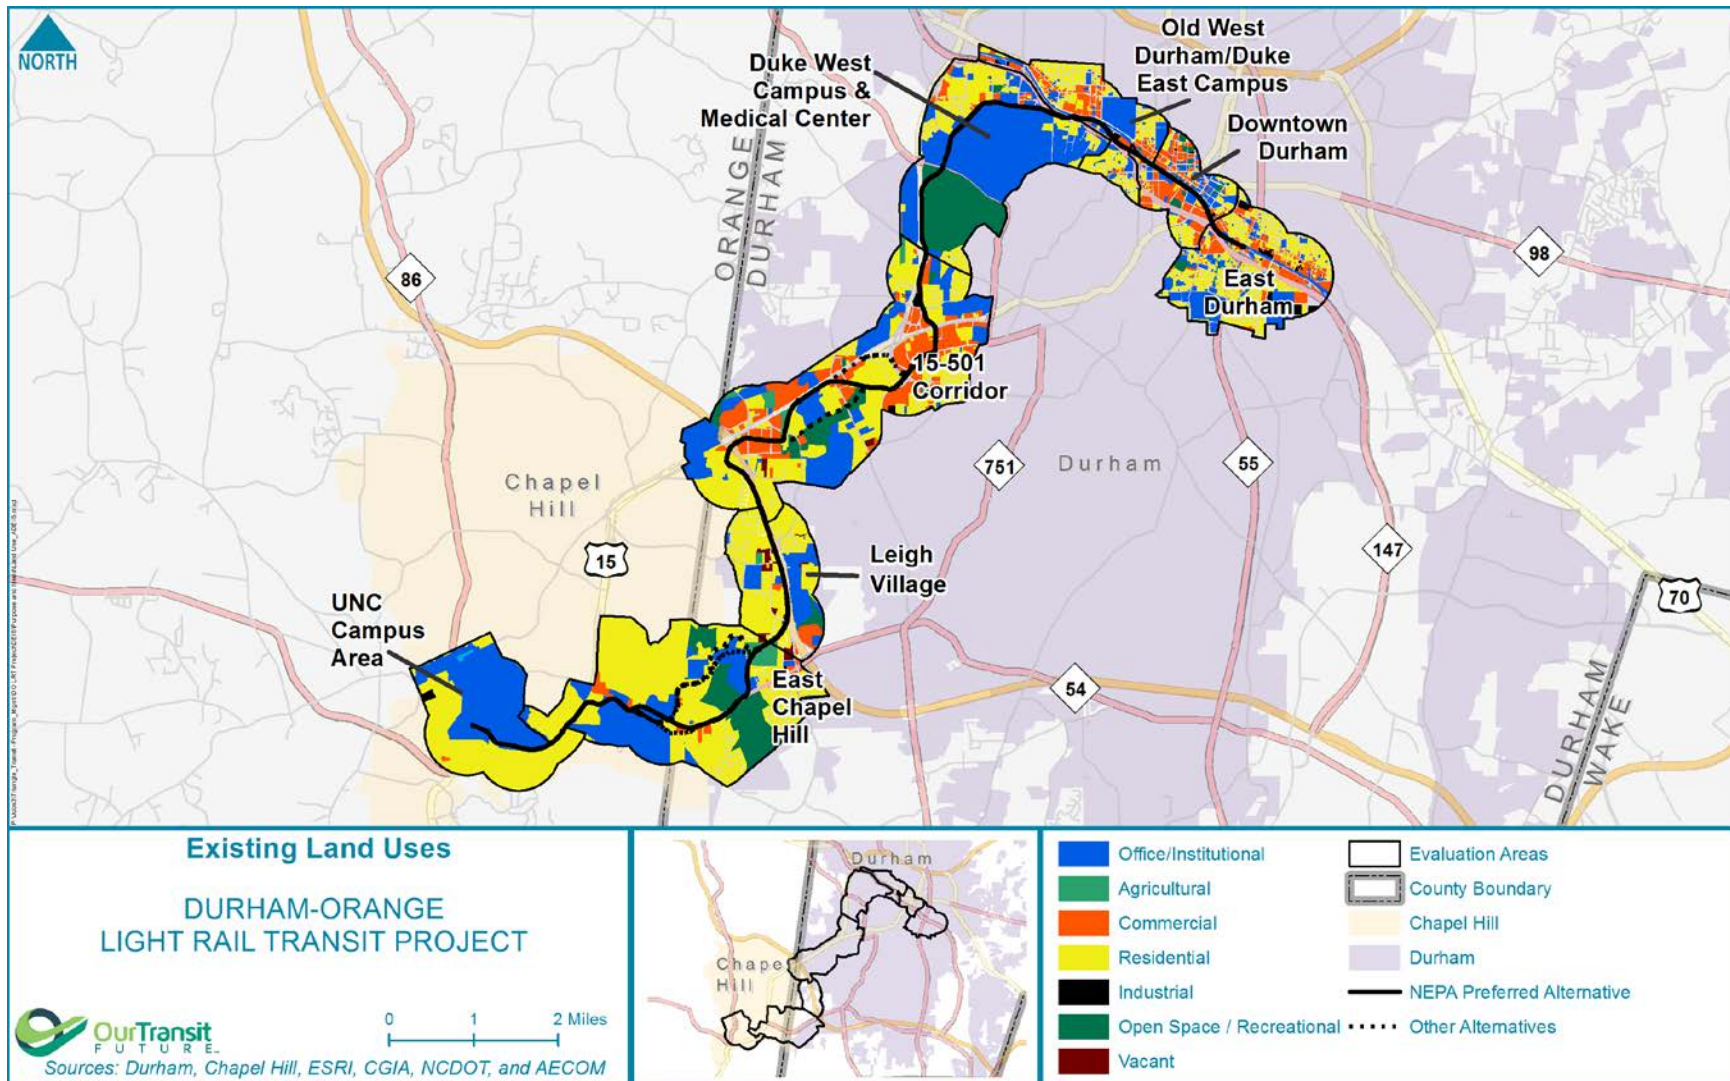 NORTH
Duke West
Campus &
Medical Center
Old West
Durham/Duke
East Campus
Downtown
Durham
ORANGE
DURHAM
86
98
East
Durham
15-501
Corridor
Chapel
Hill
751
Durham
55
147
15
Leigh
Village
70
UNC
Campus
Area
East
Chapel
Hill
54
DURHAM
WAKE
Existing Land Uses
DURHAM-ORANGE
LIGHT RAIL TRANSIT PROJECT
OurTransit
FUTURE
0 1 2 Miles
Sources: Durham, Chapel Hill, ESRI, CGIA, NCDOT, and AECOM
Durham
Chapel
Hill
Office/Institutional
Agricultural
Commercial
Residential
Industrial
Open Space / Recreational
Vacant
Evaluation Areas
County Boundary
Chapel Hill
Durham
NEPA Preferred Alternative
Other Alternatives